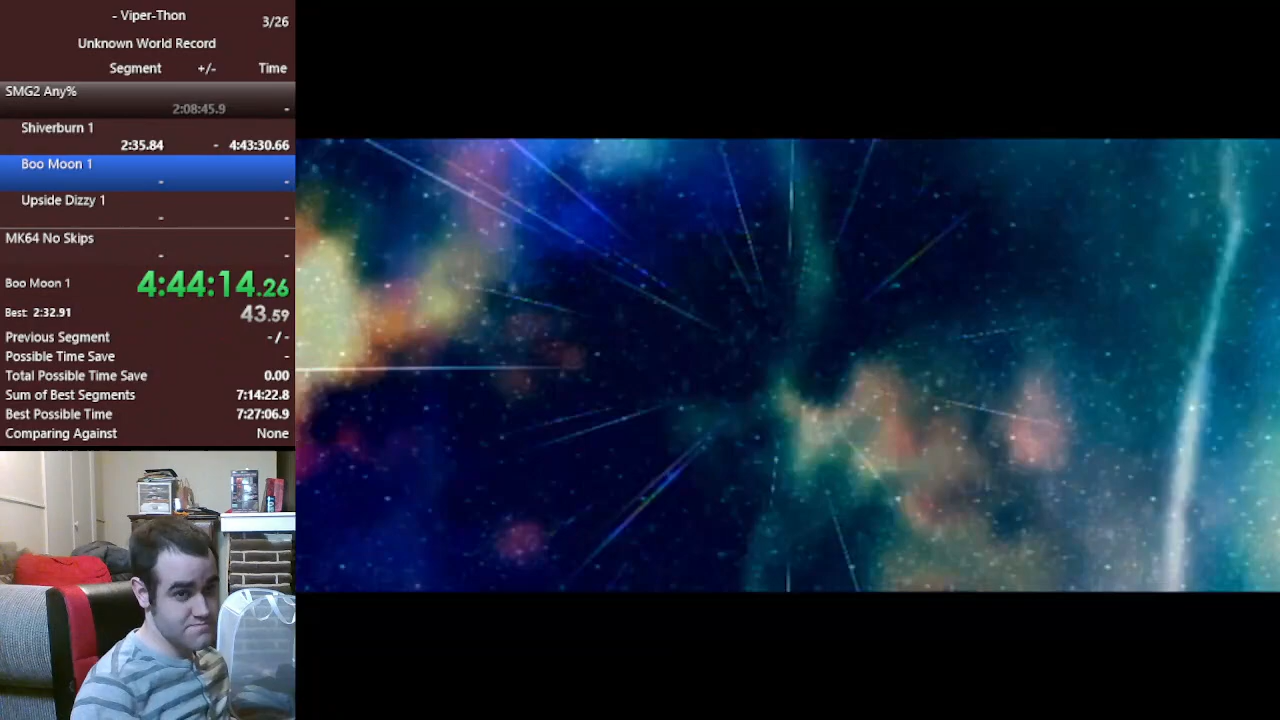 - Viper-Thon
3/26
Unknown World Record
Segment +/- Time
SMG2 Any%
2:08:45.9 -
Shiverburn 1
2:35.84 - 4:43:30.66
Boo Moon 1
- -
Upside Dizzy 1
- -
MK64 No Skips
- -
Boo Moon 1 4:44:14.26
Best: 2:32.91 43.59
Previous Segment - / -
Possible Time Save -
Total Possible Time Save 0.00
Sum of Best Segments 7:14:22.8
Best Possible Time 7:27:06.9
Comparing Against None